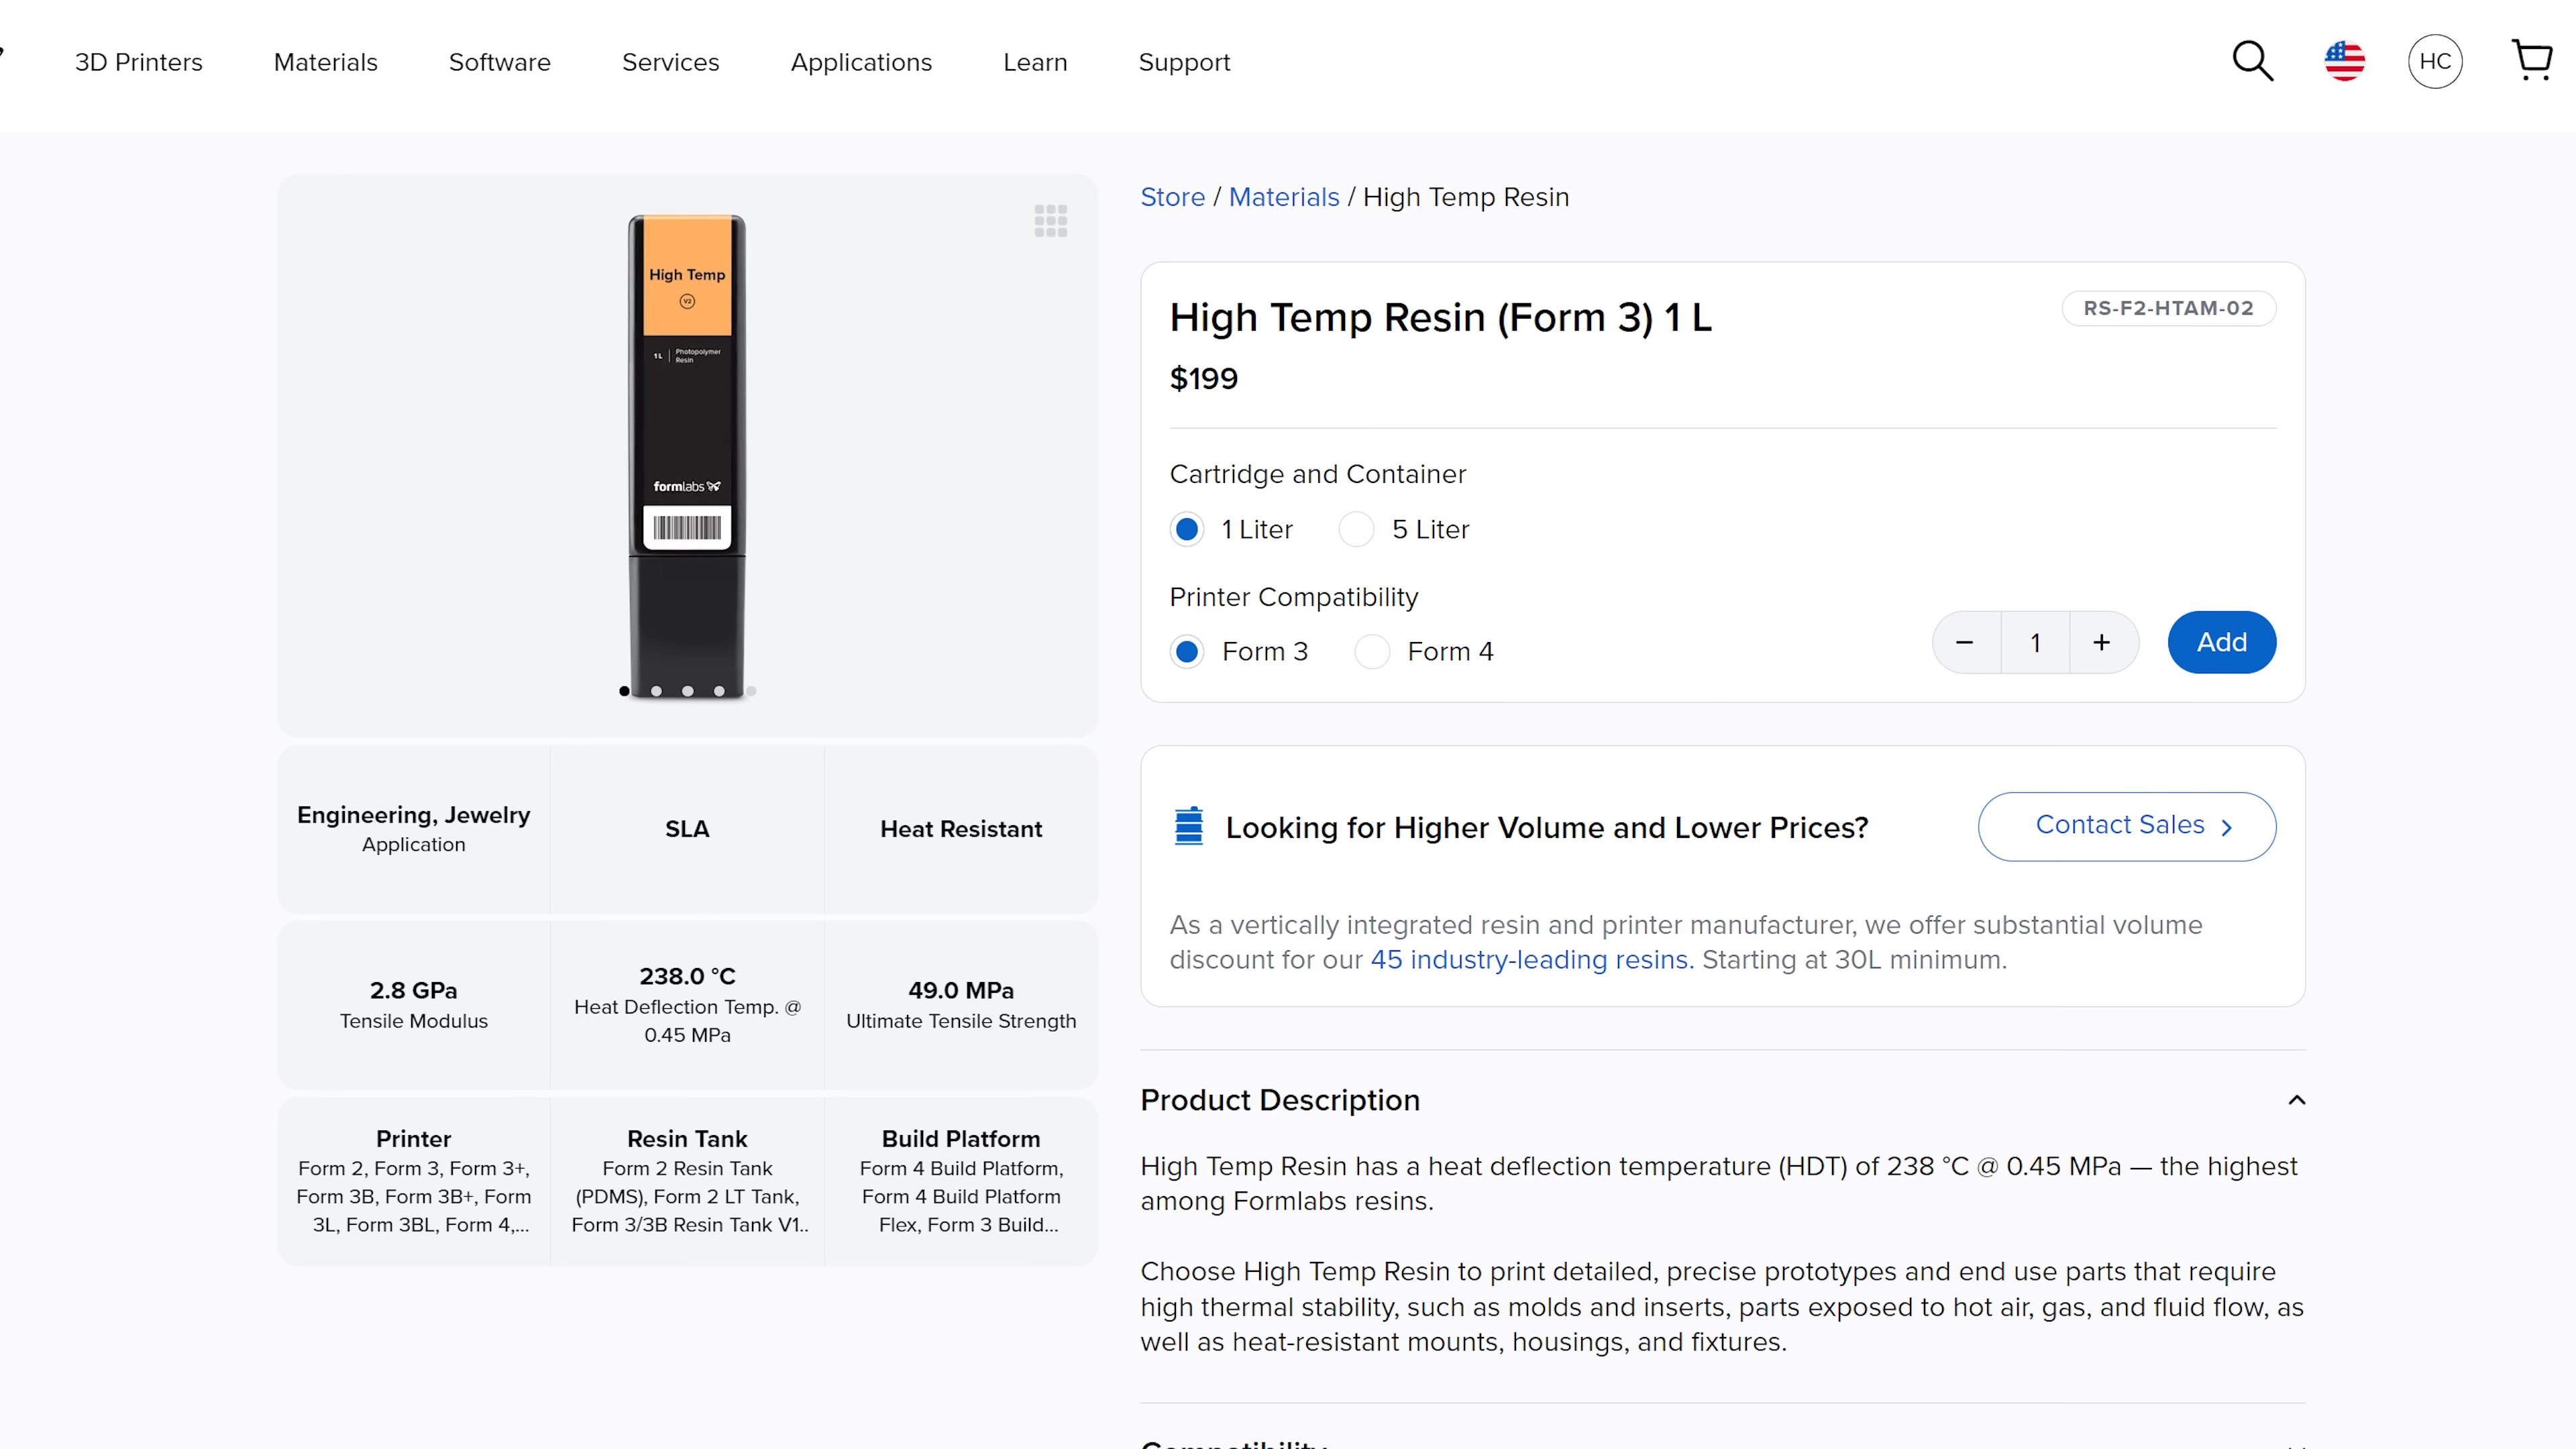 3D Printers
Materials
Software
Services
Applications
Learn
Support
HC
High Temp
V2
1 L
Photopolymer
Resin
formlabs
Engineering, Jewelry
Application
SLA
Heat Resistant
2.8 GPa
Tensile Modulus
238.0 °C
Heat Deflection Temp. @
0.45 MPa
49.0 MPa
Ultimate Tensile Strength
Printer
Form 2, Form 3, Form 3+,
Form 3B, Form 3B+, Form
3L, Form 3BL, Form 4,...
Resin Tank
Form 2 Resin Tank
(PDMS), Form 2 LT Tank,
Form 3/3B Resin Tank V1..
Build Platform
Form 4 Build Platform,
Form 4 Build Platform
Flex, Form 3 Build...
Store / Materials / High Temp Resin
High Temp Resin (Form 3) 1 L
RS-F2-HTAM-02
$199
Cartridge and Container
1 Liter
5 Liter
Printer Compatibility
Form 3
Form 4
− 1 +
Add
Looking for Higher Volume and Lower Prices?
Contact Sales
As a vertically integrated resin and printer manufacturer, we offer substantial volume
discount for our 45 industry-leading resins. Starting at 30L minimum.
Product Description
High Temp Resin has a heat deflection temperature (HDT) of 238 °C @ 0.45 MPa — the highest
among Formlabs resins.
Choose High Temp Resin to print detailed, precise prototypes and end use parts that require
high thermal stability, such as molds and inserts, parts exposed to hot air, gas, and fluid flow, as
well as heat-resistant mounts, housings, and fixtures.
Compatibility